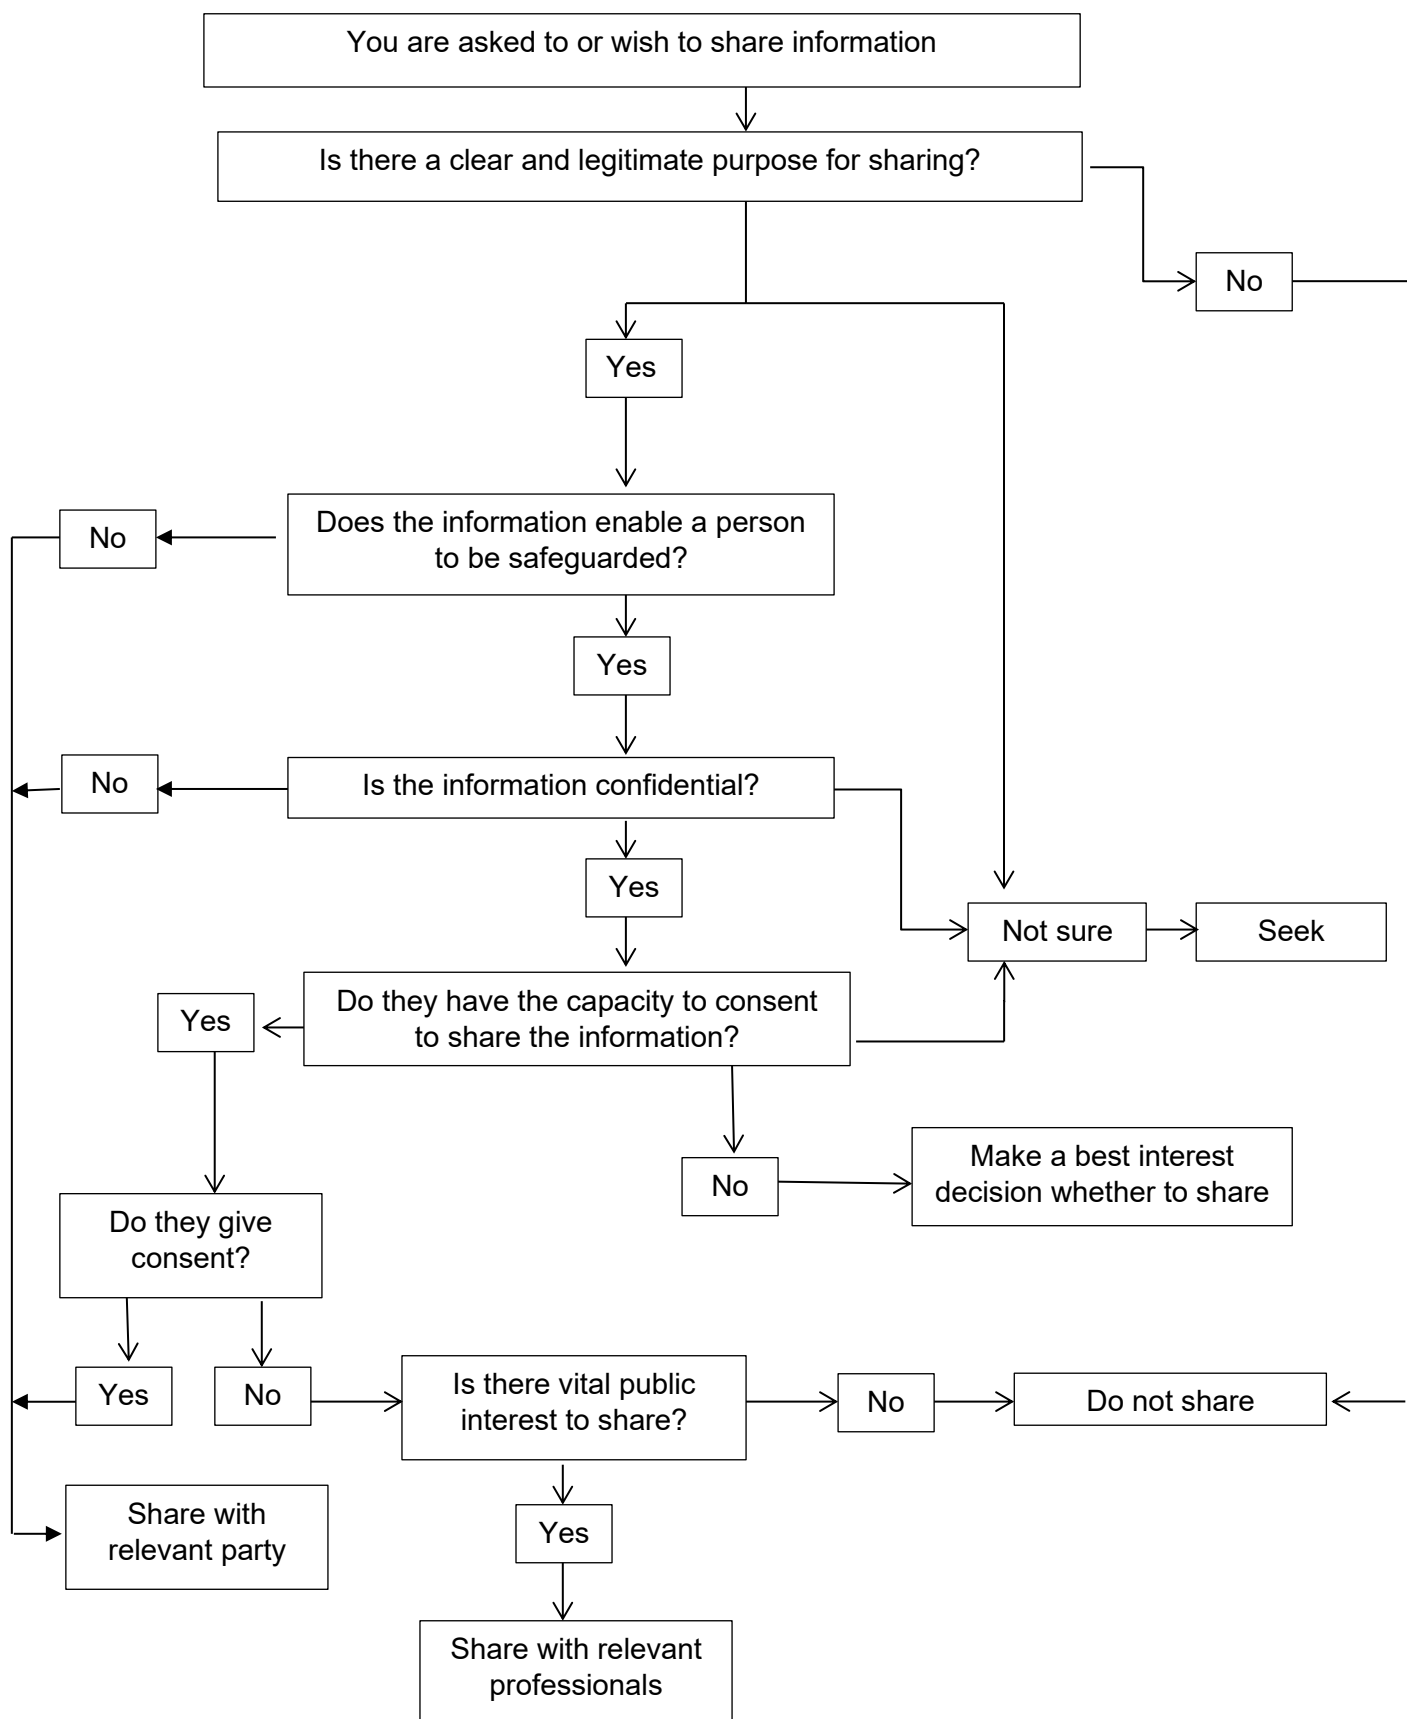 You are asked to or wish to share information
Is there a clear and legitimate purpose for sharing?
No
Yes
Does the information enable a person
to be safeguarded?
No
Yes
Is the information confidential?
No
Yes
Not sure
Seek
Do they have the capacity to consent
to share the information?
Yes
No
Make a best interest
decision whether to share
Do they give
consent?
Yes
No
Is there vital public
interest to share?
No
Do not share
Share with
relevant party
Yes
Share with relevant
professionals